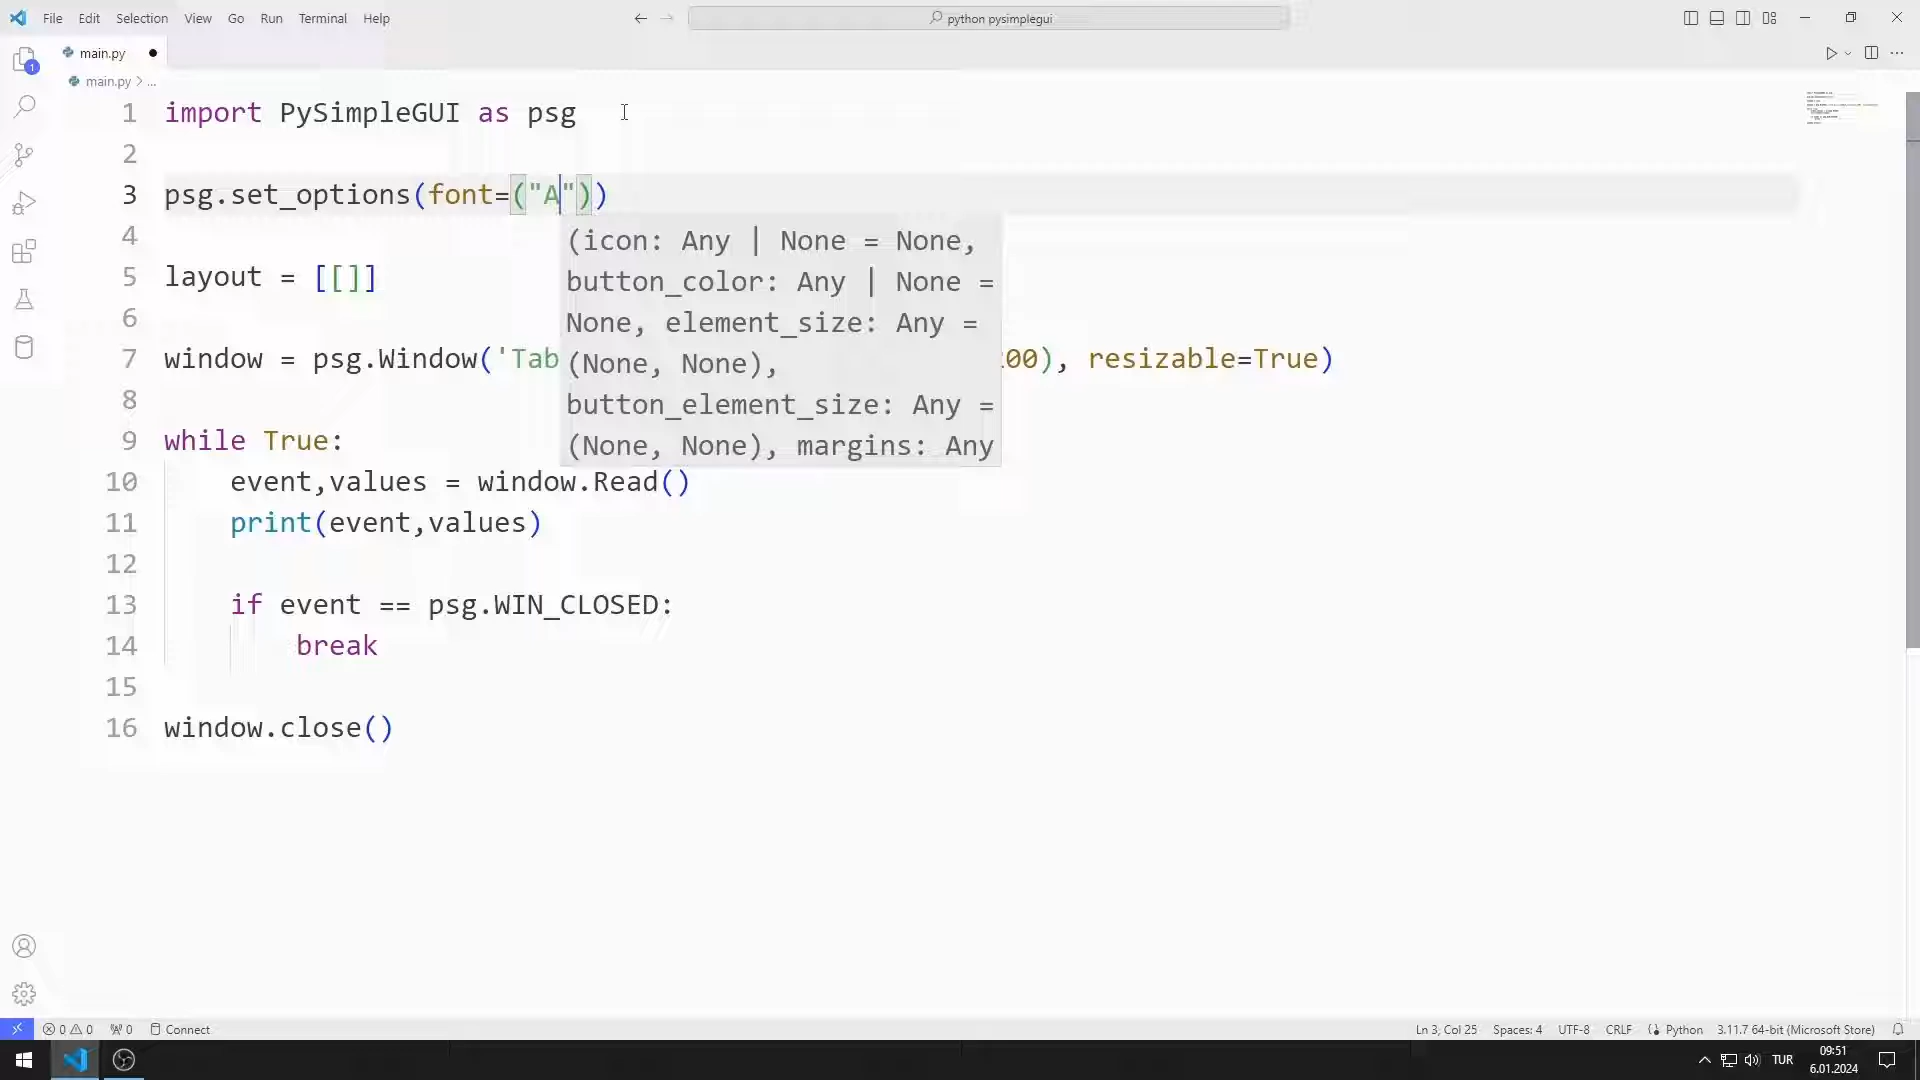 File Edit Selection View Go Run Terminal Help
python pysimplegui
main.py
main.py > ...
1 import PySimpleGUI as psg
2
3 psg.set_options(font=("A"))
4
5 layout = [[]]
6
7 window = psg.Window('Tab 00), resizable=True)
8
9 while True:
10 event,values = window.Read()
11 print(event,values)
12
13 if event == psg.WIN_CLOSED:
14 break
15
16 window.close()
(icon: Any | None = None,
button_color: Any | None =
None, element_size: Any =
(None, None),
button_element_size: Any =
(None, None), margins: Any
1
0 0 0 Connect
Ln 3, Col 25 Spaces: 4 UTF-8 CRLF Python 3.11.7 64-bit (Microsoft Store)
TUR
09:51
6.01.2024